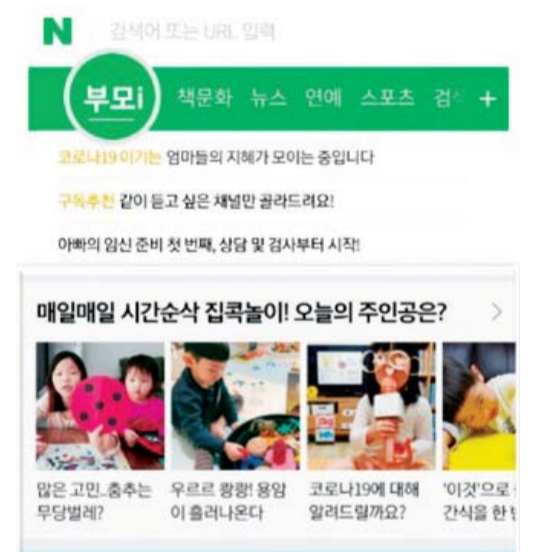 N 검색어 또는 URL 입력
부모i 책문화 뉴스 연예 스포츠 +
코로나19 이기는 엄마들의 지혜가 모이는 중입니다
구독추천 같이 듣고 싶은 채널만 골라드려요!
아빠의 임신 준비 첫 번째, 상담 및 검사부터 시작!
매일매일 시간순삭 집콕놀이! 오늘의 주인공은? >
많은 고민..춤추는
무당벌레?
우르르 쾅쾅! 용암
이 흘러나온다
코로나19에 대해
알려드릴까요?
'이것'으로
간식을 한